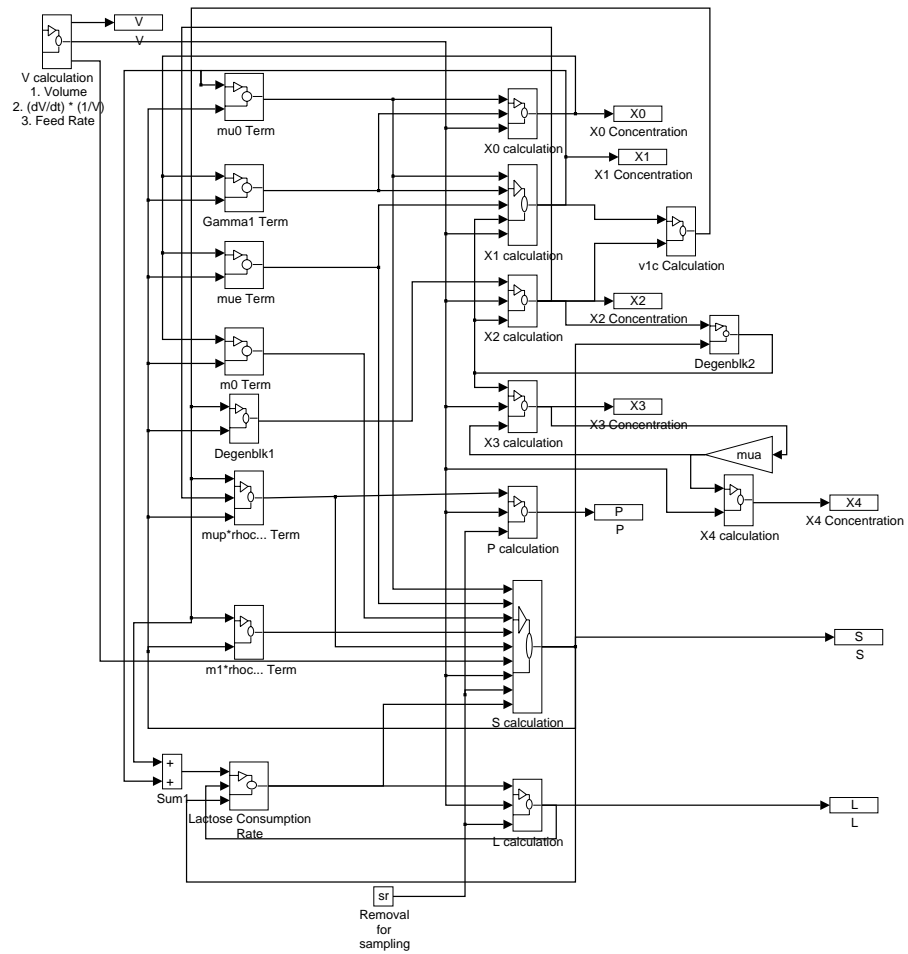 V
V
V calculation
1. Volume
2. (dV/dt) * (1/V)
3. Feed Rate
mu0 Term
X0 calculation
X0
X0 Concentration
X1
X1 Concentration
Gamma1 Term
X1 calculation
v1c Calculation
mue Term
X2 calculation
X2
X2 Concentration
Degenblk2
m0 Term
X3 calculation
X3
X3 Concentration
Degenblk1
mua
mup*rhoc... Term
P calculation
P
P
X4 calculation
X4
X4 Concentration
m1*rhoc... Term
S calculation
S
S
+
+
Sum1
Lactose Consumption
Rate
L calculation
L
L
sr
Removal
for
sampling